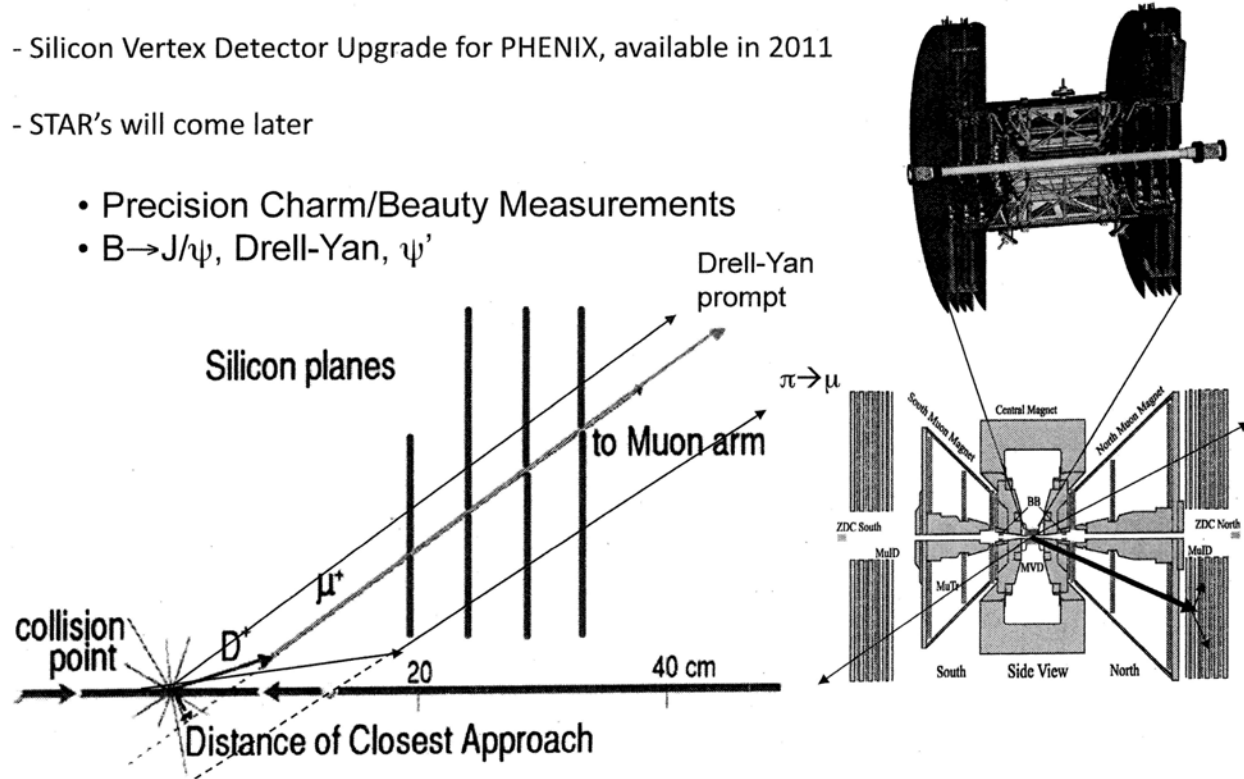 - Silicon Vertex Detector Upgrade for PHENIX, available in 2011
- STAR's will come later
• Precision Charm/Beauty Measurements
• B→J/ψ, Drell-Yan, ψ'
Drell-Yan
prompt
Silicon planes
π→μ
to Muon arm
μ⁺
collision
point
D⁺
20
40 cm
Distance of Closest Approach
South Muon Magnet
Central Magnet
North Muon Magnet
BB
ZDC South
ZDC North
MuID
MVD
MuID
MuTr
South
Side View
North